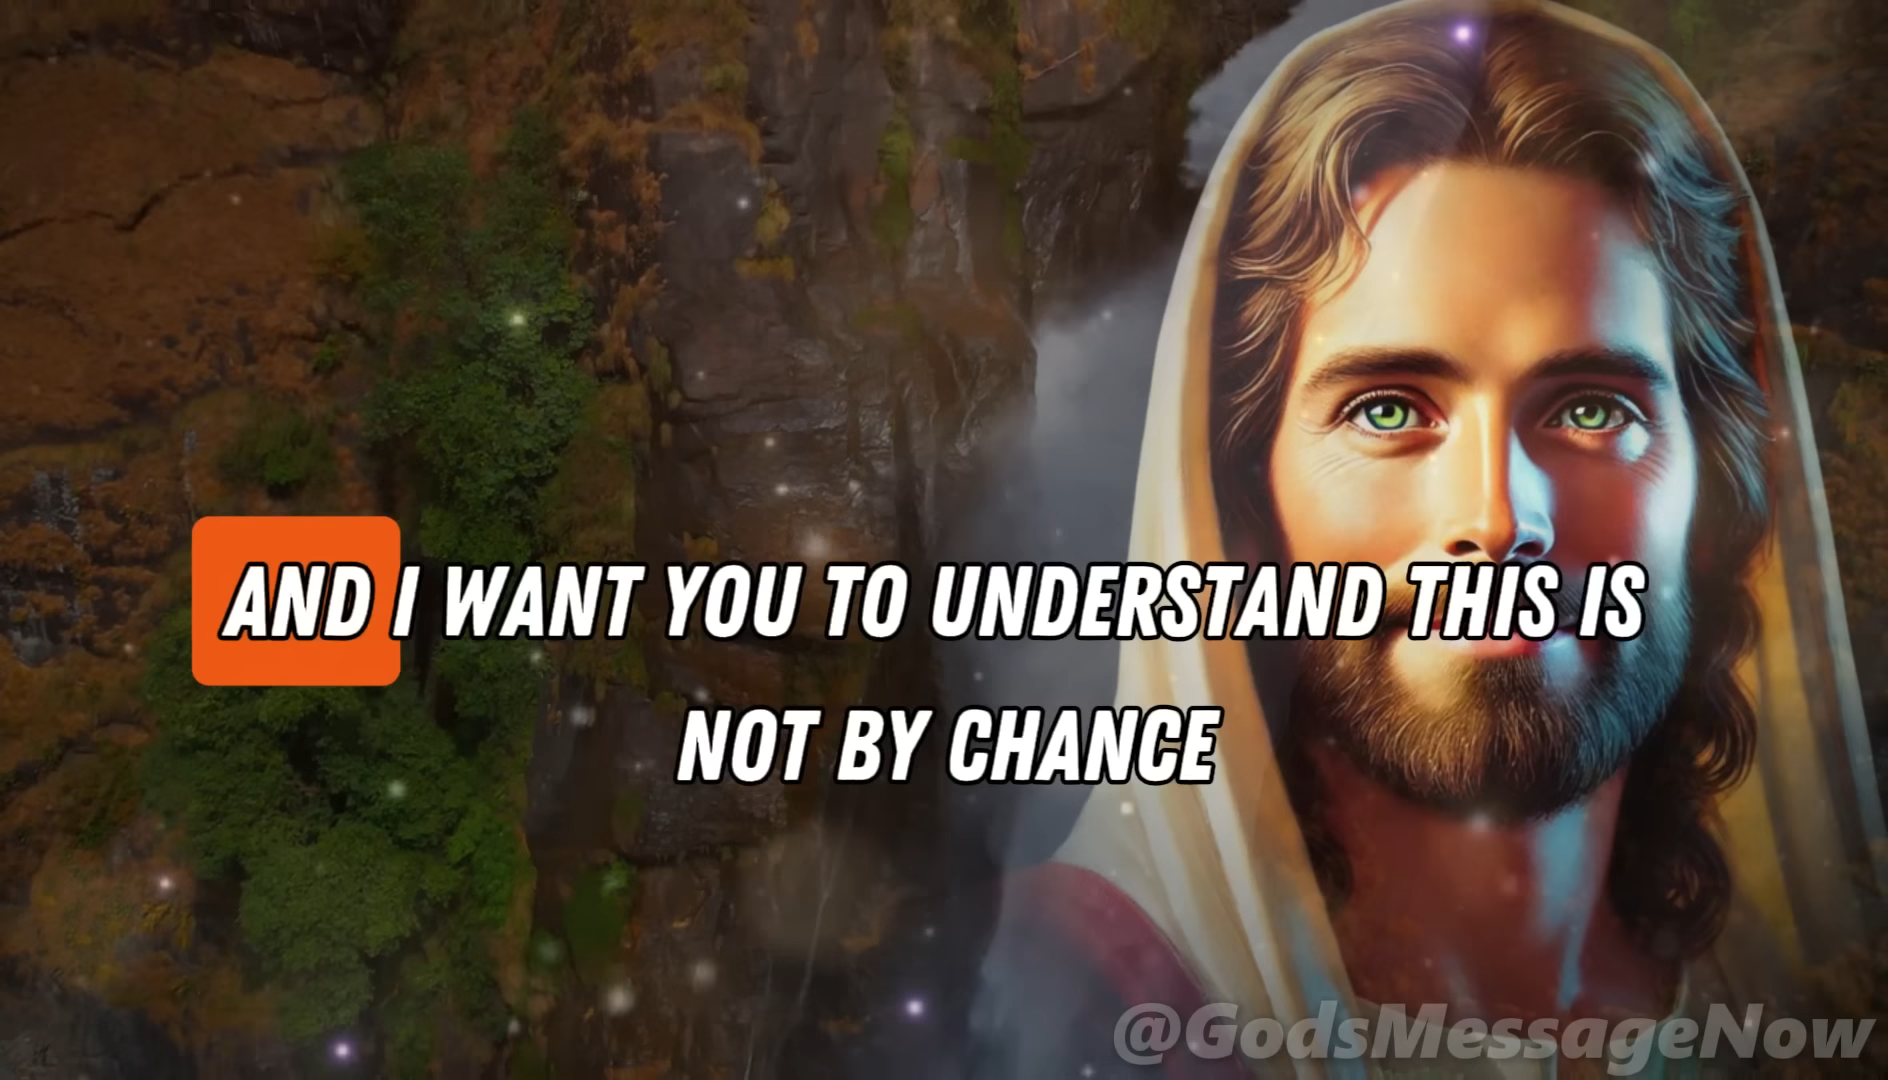 AND I WANT YOU TO UNDERSTAND THIS IS
NOT BY CHANCE
@GodsMessageNow